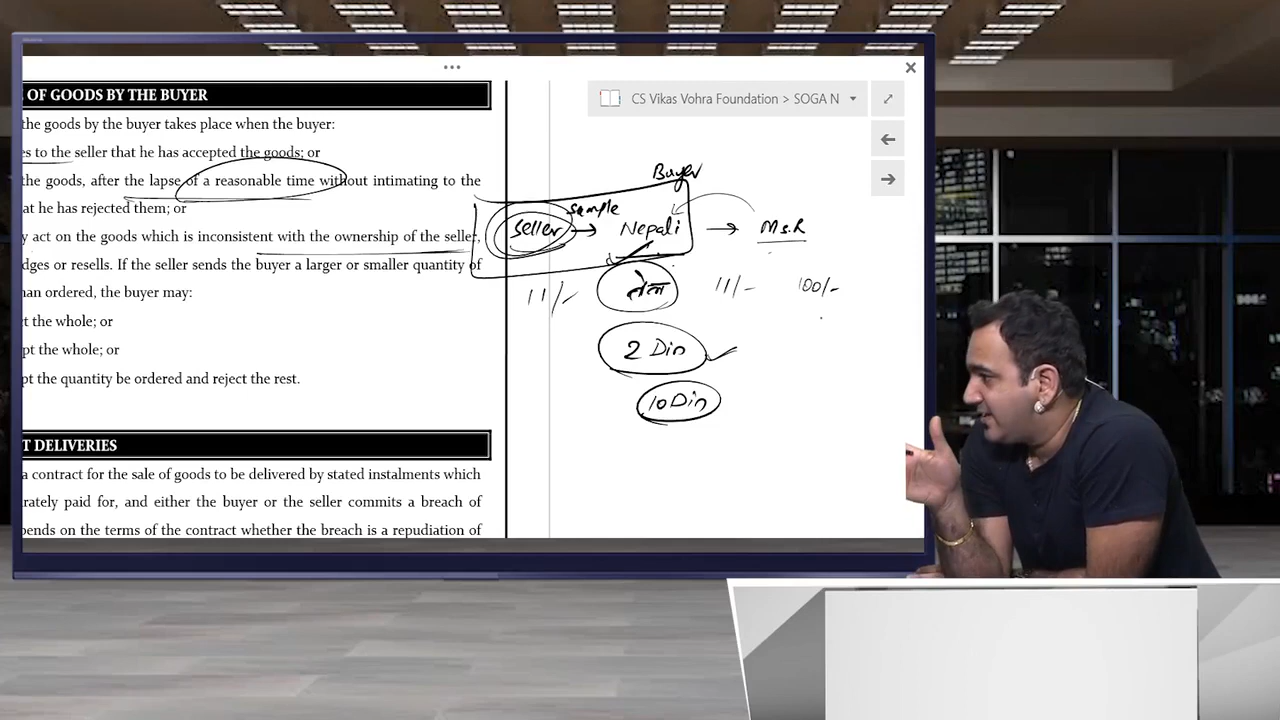 OF GOODS BY THE BUYER
the goods by the buyer takes place when the buyer:
es to the seller that he has accepted the goods; or
the goods, after the lapse of a reasonable time without intimating to the
at he has rejected them; or
y act on the goods which is inconsistent with the ownership of the seller,
dges or resells. If the seller sends the buyer a larger or smaller quantity of
han ordered, the buyer may:
t the whole; or
pt the whole; or
pt the quantity be ordered and reject the rest.
T DELIVERIES
a contract for the sale of goods to be delivered by stated instalments which
rately paid for, and either the buyer or the seller commits a breach of
pends on the terms of the contract whether the breach is a repudiation of
CS Vikas Vohra Foundation > SOGA N
Buyer
Seller → sample Nepali → Ms.R
11/- तेल 11/- 100/-
2 Din
10 Din